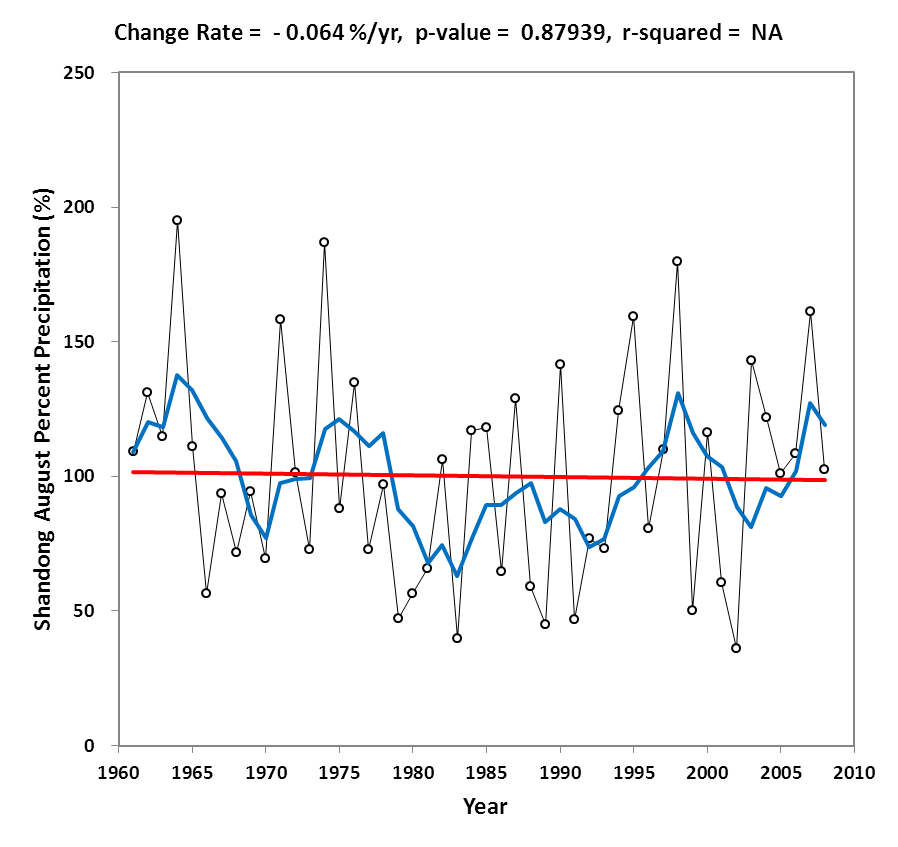 Change Rate = - 0.064 %/yr, p-value = 0.87939, r-squared = NA
Shandong August Percent Precipitation (%)
250
200
150
100
50
0
1960 1965 1970 1975 1980 1985 1990 1995 2000 2005 2010
Year